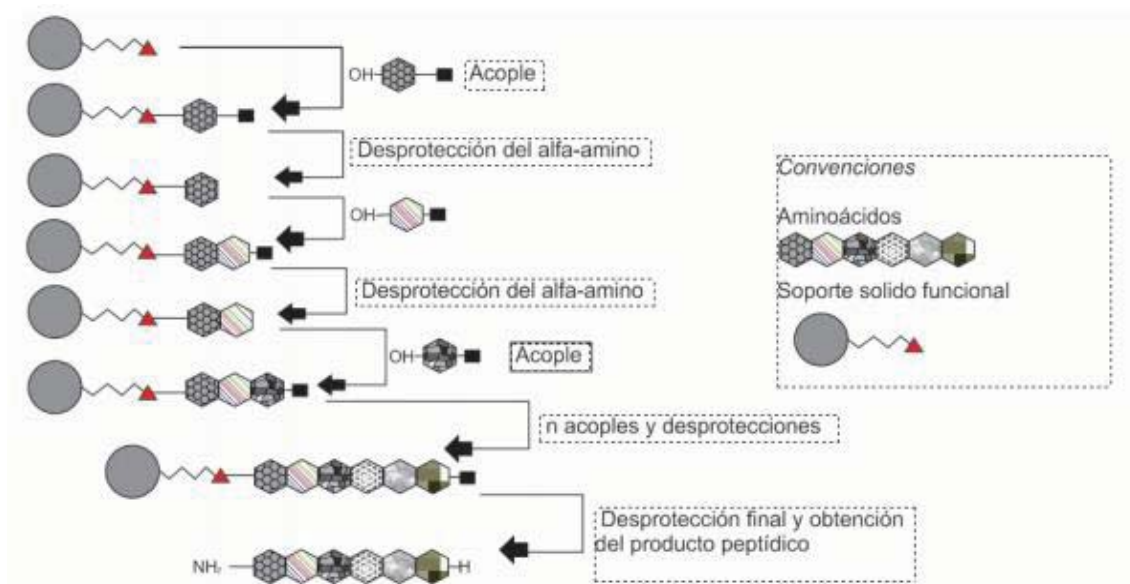 OH
Acople
Desprotección del alfa-amino
OH
Desprotección del alfa-amino
OH
Acople
n acoples y desprotecciones
Desprotección final y obtención
del producto peptídico
NH₂
H
Convenciones
Aminoácidos
Soporte solido funcional